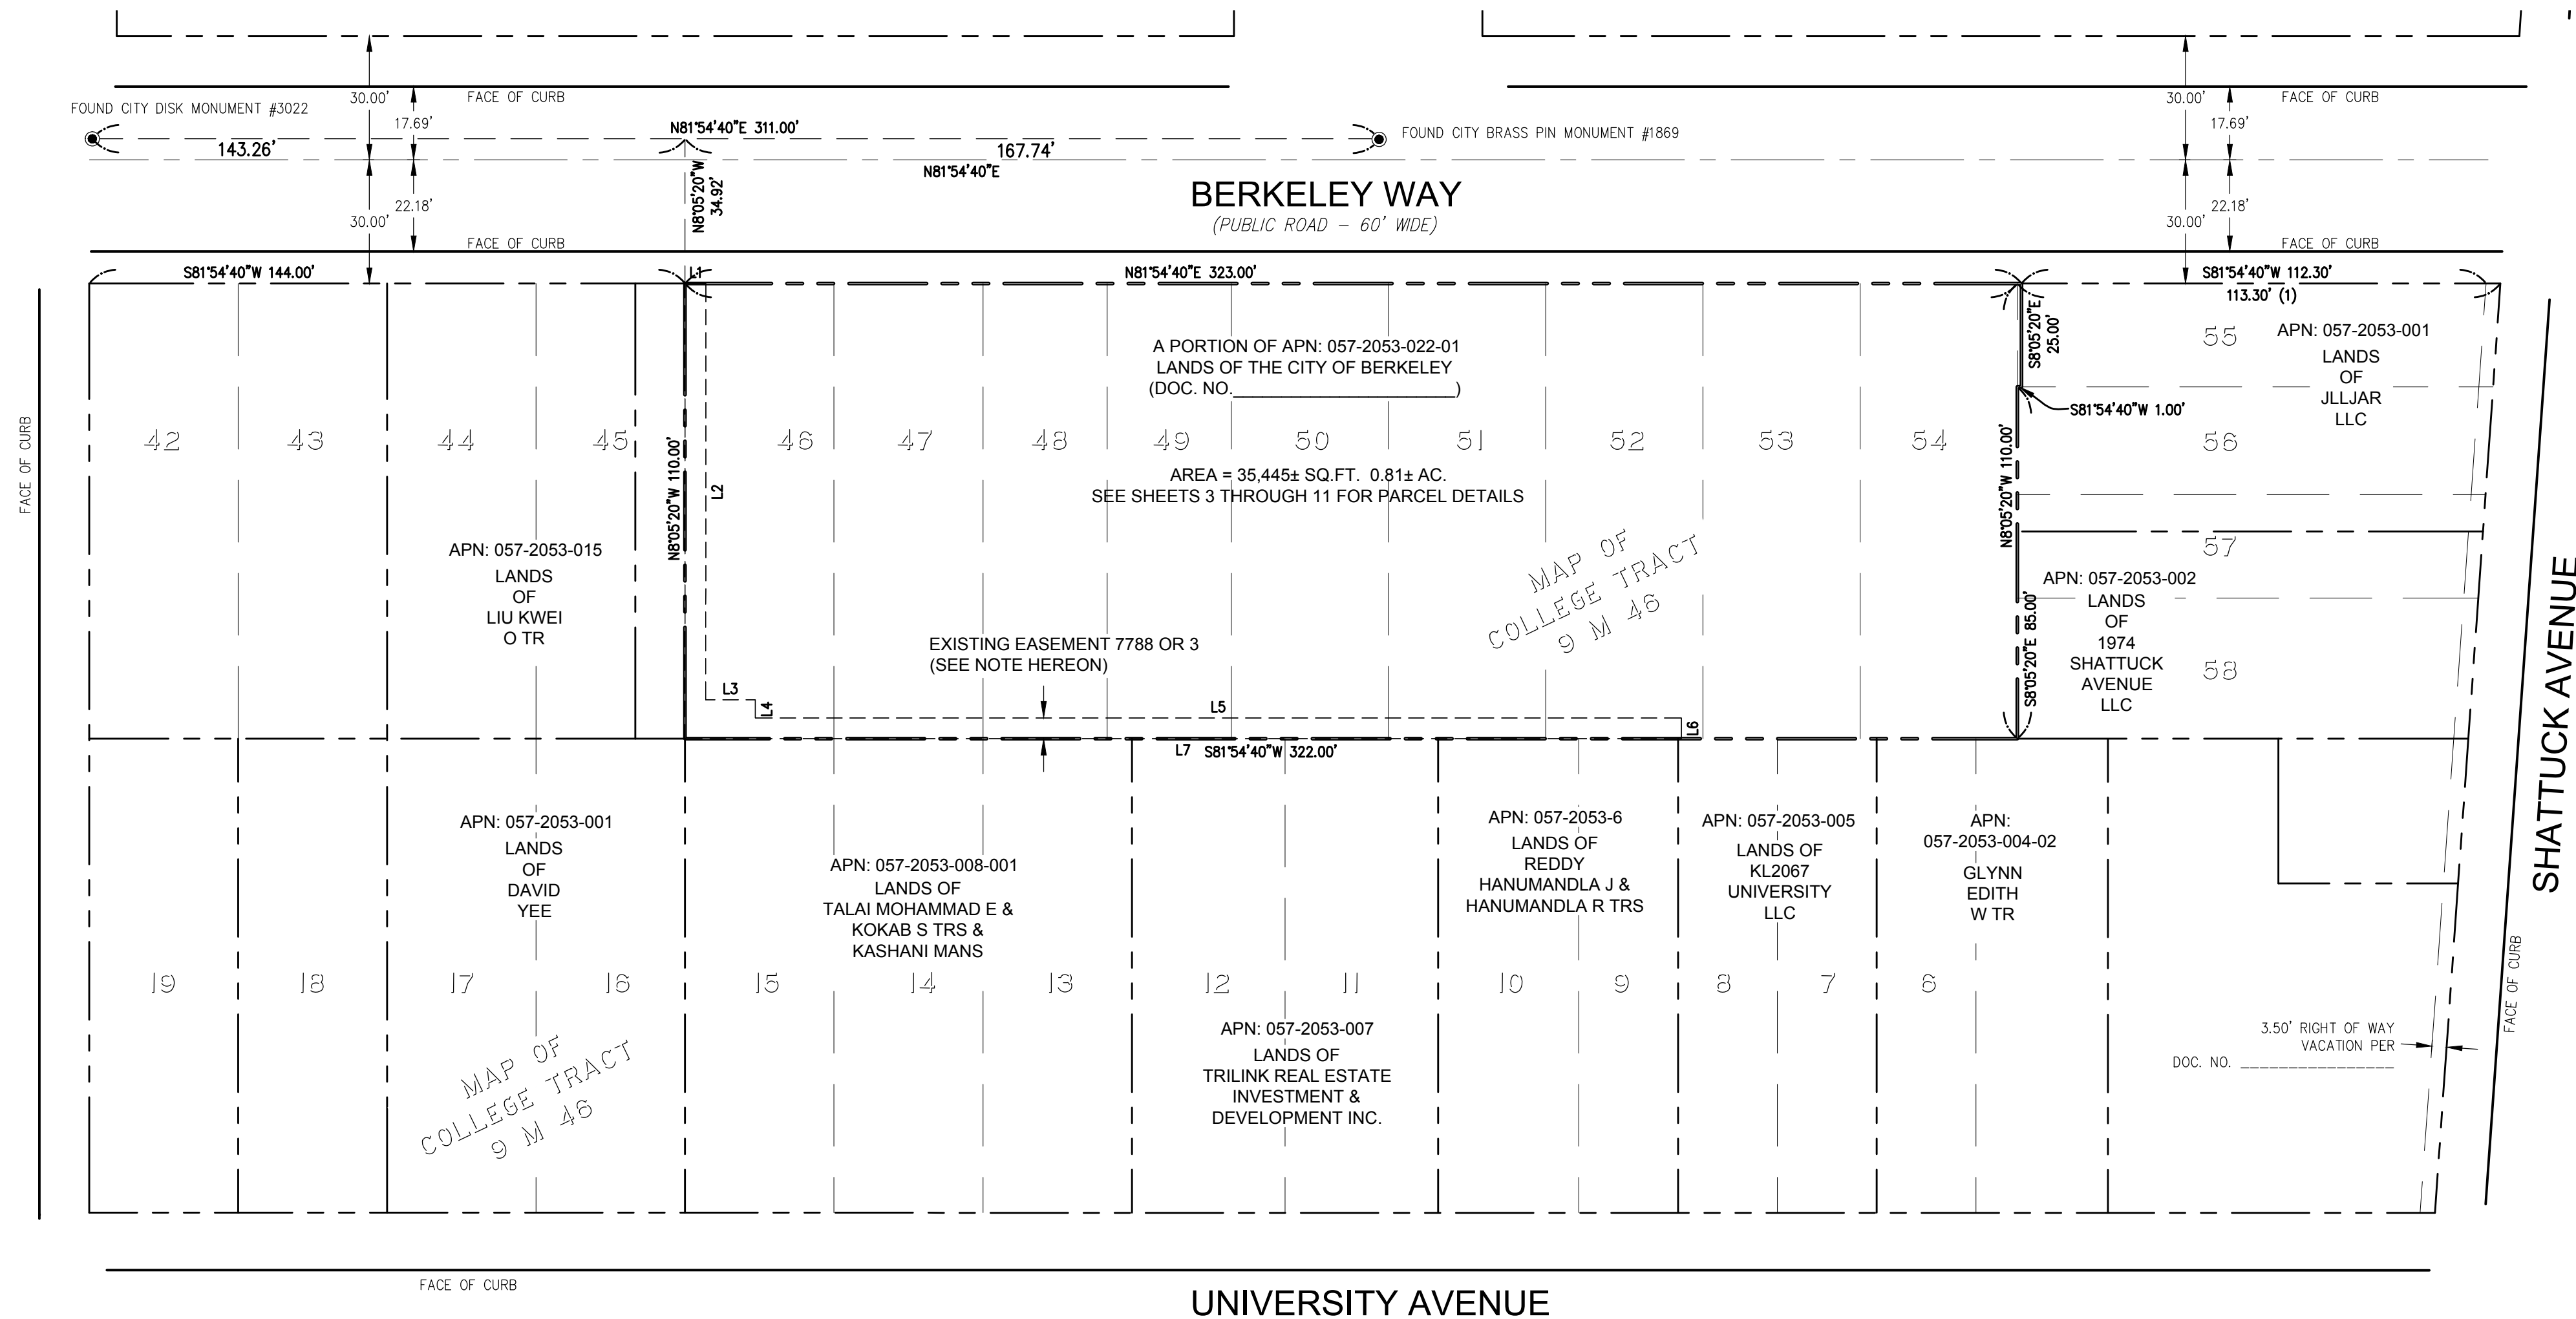 FOUND CITY DISK MONUMENT #3022
30.00'
FACE OF CURB
17.69'
N81°54'40"E 311.00'
FOUND CITY BRASS PIN MONUMENT #1869
30.00'
FACE OF CURB
17.69'
143.26'
167.74'
N81°54'40"E
N8°05'20"W
34.92'
BERKELEY WAY
(PUBLIC ROAD – 60' WIDE)
22.18'
30.00'
FACE OF CURB
22.18'
30.00'
FACE OF CURB
S81°54'40"W 144.00'
L1
N81°54'40"E 323.00'
S81°54'40"W 112.30'
113.30' (1)
S8°05'20"E
25.00'
S81°54'40"W 1.00'
A PORTION OF APN: 057-2053-022-01
LANDS OF THE CITY OF BERKELEY
(DOC. NO.______________________)
55
APN: 057-2053-001
LANDS
OF
JLLJAR
LLC
FACE OF CURB
42
43
44
45
46
47
48
49
50
51
52
53
54
56
AREA = 35,445± SQ.FT. 0.81± AC.
SEE SHEETS 3 THROUGH 11 FOR PARCEL DETAILS
N8°05'20"W 110.00'
L2
N8°05'20"W 110.00'
APN: 057-2053-015
LANDS
OF
LIU KWEI
O TR
MAP OF
COLLEGE TRACT
9 M 46
57
APN: 057-2053-002
LANDS
OF
1974
SHATTUCK
AVENUE
LLC
58
S8°05'20"E 85.00'
SHATTUCK AVENUE
EXISTING EASEMENT 7788 OR 3
(SEE NOTE HEREON)
L3
L4
L5
L6
L7
S81°54'40"W 322.00'
APN: 057-2053-001
LANDS
OF
DAVID
YEE
APN: 057-2053-008-001
LANDS OF
TALAI MOHAMMAD E &
KOKAB S TRS &
KASHANI MANS
APN: 057-2053-6
LANDS OF
REDDY
HANUMANDLA J &
HANUMANDLA R TRS
APN: 057-2053-005
LANDS OF
KL2067
UNIVERSITY
LLC
APN:
057-2053-004-02
GLYNN
EDITH
W TR
19
18
17
16
15
14
13
12
11
10
9
8
7
6
FACE OF CURB
MAP OF
COLLEGE TRACT
9 M 46
APN: 057-2053-007
LANDS OF
TRILINK REAL ESTATE
INVESTMENT &
DEVELOPMENT INC.
3.50' RIGHT OF WAY
VACATION PER
DOC. NO. ________________
FACE OF CURB
UNIVERSITY AVENUE